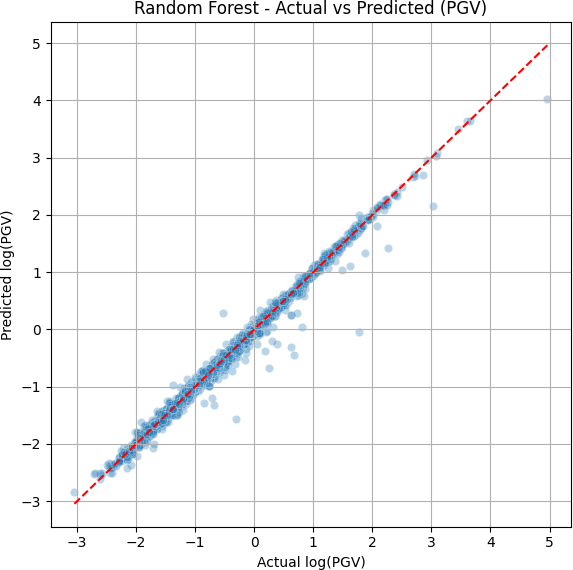 Random Forest - Actual vs Predicted (PGV)
Predicted log(PGV)
5
4
3
2
1
0
−1
−2
−3
−3 −2 −1 0 1 2 3 4 5
Actual log(PGV)